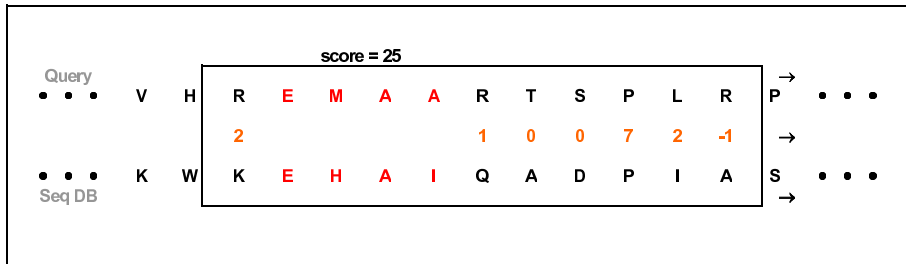 score = 25
Query
• • • V H R E M A A R T S P L R P • • •
2 1 0 0 7 2 -1
• • • K W K E H A I Q A D P I A S • • •
Seq DB